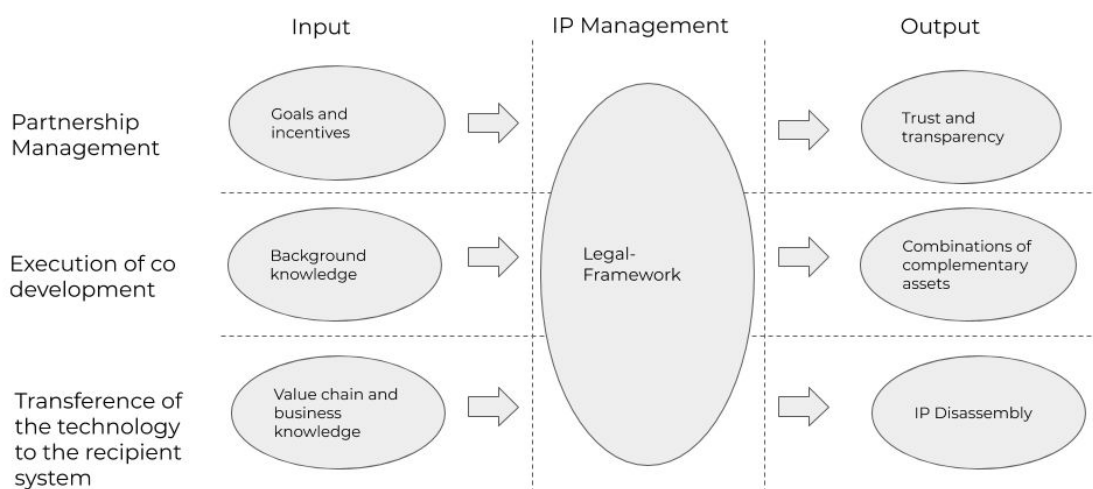 Input
IP Management
Output
Partnership
Management
Goals and
incentives
Trust and
transparency
Execution of co
development
Background
knowledge
Legal-
Framework
Combinations of
complementary
assets
Transference of
the technology
to the recipient
system
Value chain and
business
knowledge
IP Disassembly